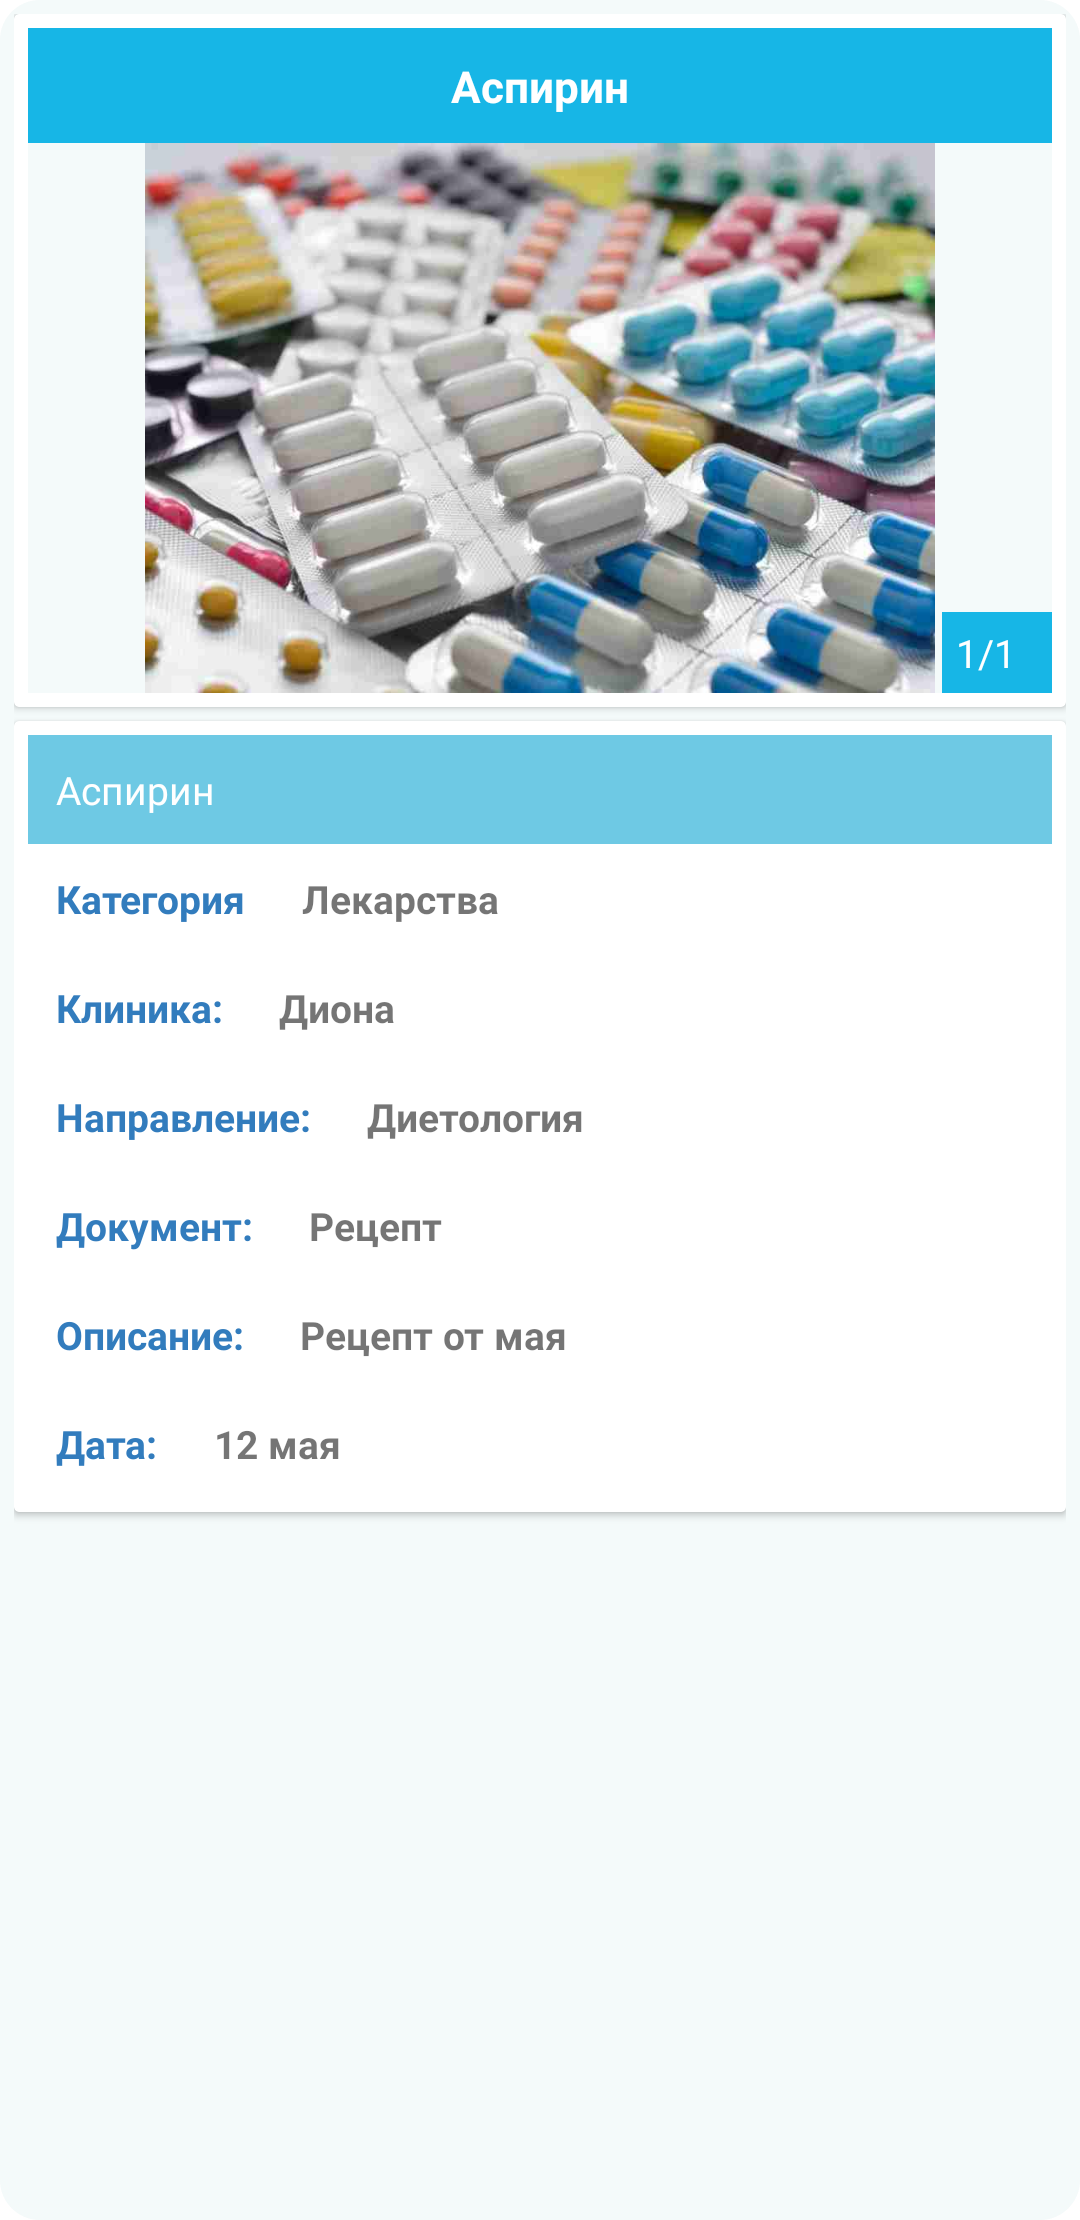 Аспирин
1/1
Аспирин
Категория Лекарства
Клиника: Диона
Направление: Диетология
Документ: Рецепт
Описание: Рецепт от мая
Дата: 12 мая